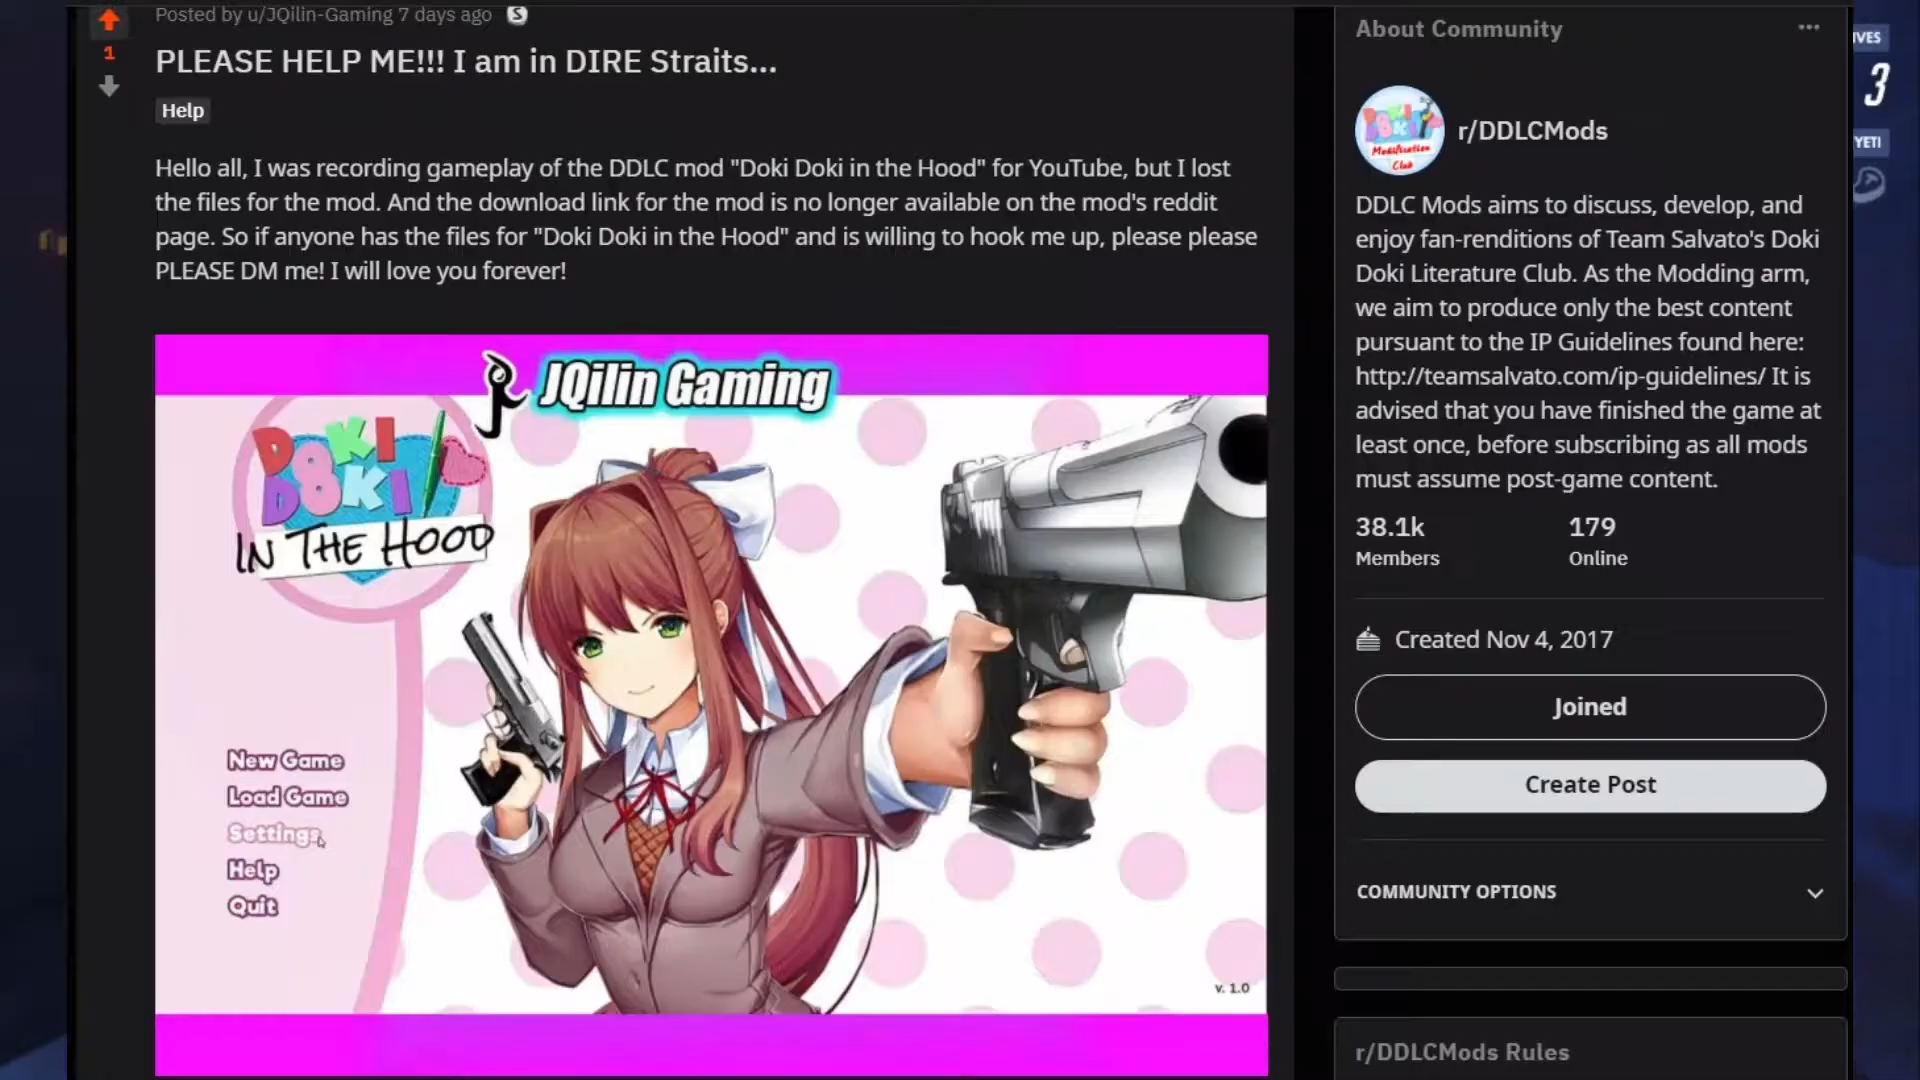 Posted by u/JQilin-Gaming 7 days ago
1
PLEASE HELP ME!!! I am in DIRE Straits...
Help
Hello all, I was recording gameplay of the DDLC mod "Doki Doki in the Hood" for YouTube, but I lost
the files for the mod. And the download link for the mod is no longer available on the mod's reddit
page. So if anyone has the files for "Doki Doki in the Hood" and is willing to hook me up, please please
PLEASE DM me! I will love you forever!
JQilin Gaming
DOKI
DOKI
IN THE HOOD
New Game
Load Game
Settings
Help
Quit
v. 1.0
About Community
DOKI
DOKI
Modification
Club
r/DDLCMods
DDLC Mods aims to discuss, develop, and
enjoy fan-renditions of Team Salvato's Doki
Doki Literature Club. As the Modding arm,
we aim to produce only the best content
pursuant to the IP Guidelines found here:
http://teamsalvato.com/ip-guidelines/ It is
advised that you have finished the game at
least once, before subscribing as all mods
must assume post-game content.
38.1k
179
Members
Online
Created Nov 4, 2017
Joined
Create Post
COMMUNITY OPTIONS
r/DDLCMods Rules
IVES
3
YETI